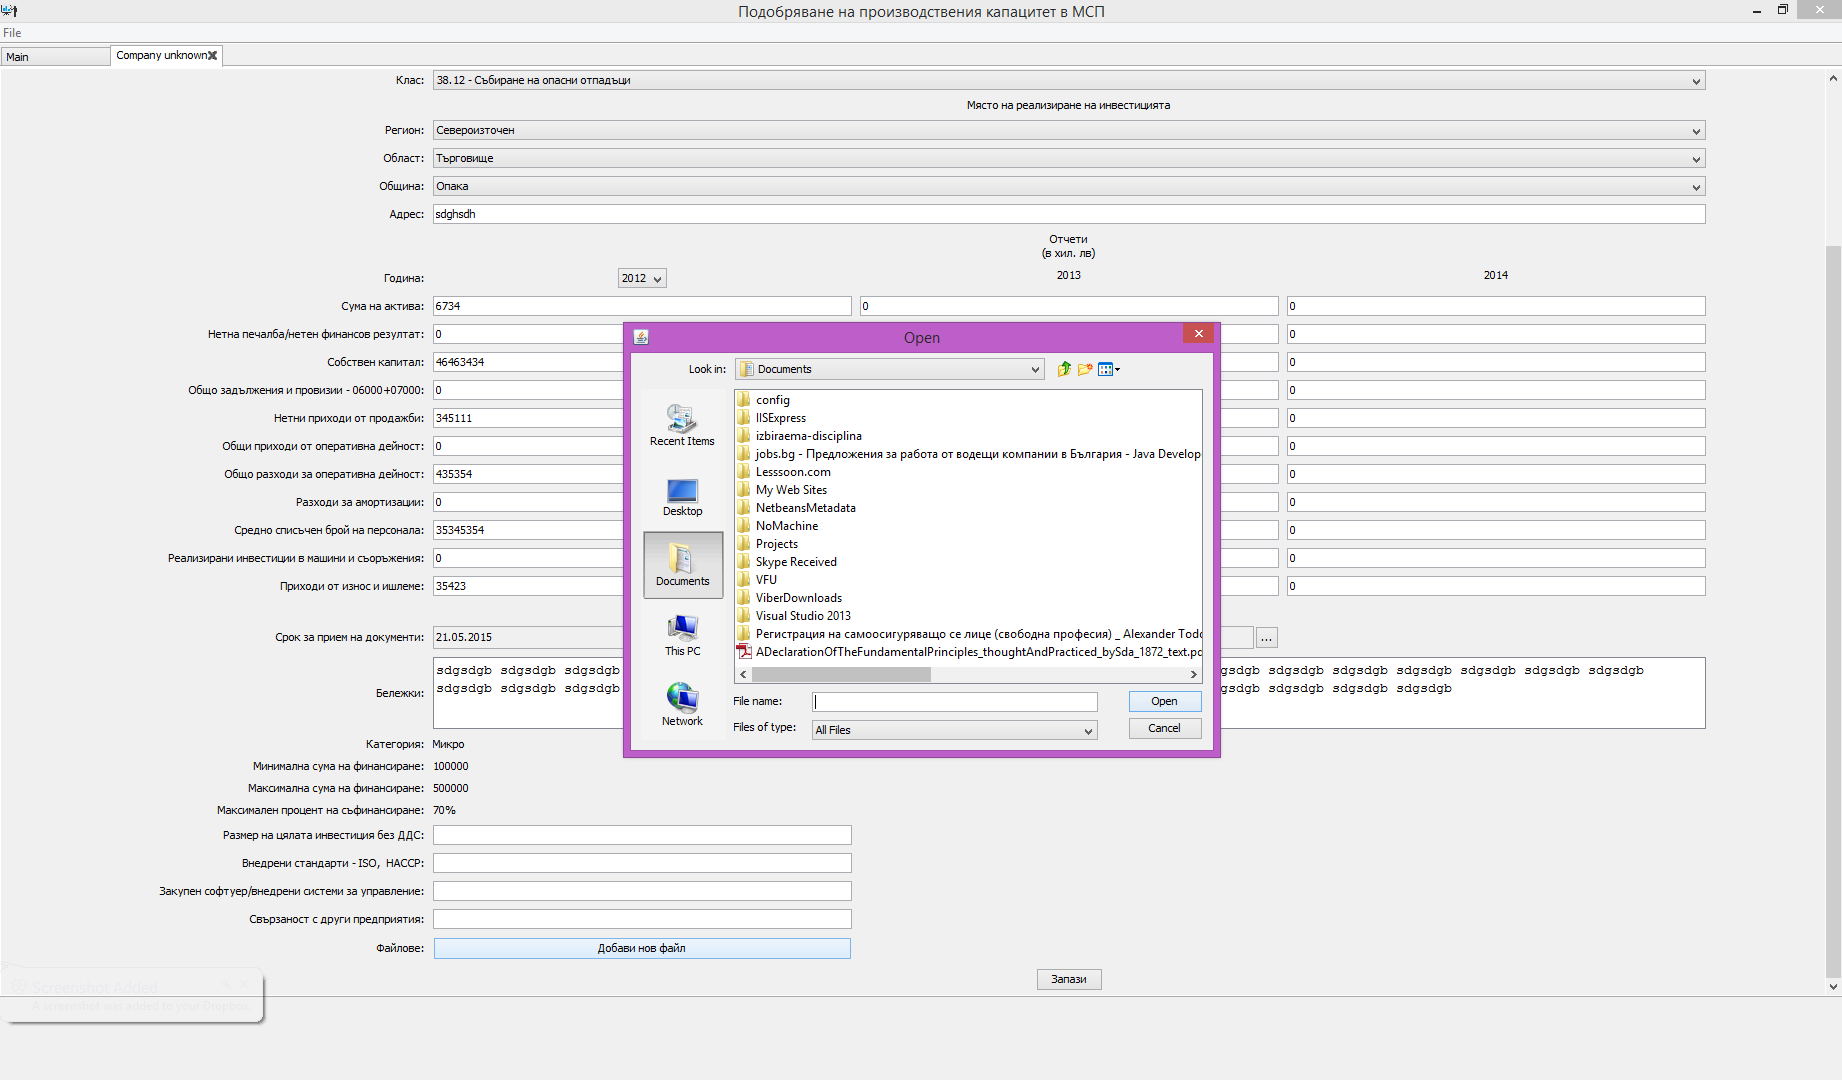 Подобряване на производствения капацитет в МСП
File
Main
Company unknown
Клас: 38.12 - Събиране на опасни отпадъци
Място на реализиране на инвестицията
Регион: Североизточен
Област: Търговище
Община: Опака
Адрес: sdghsdh
Отчети
(в хил. лв)
Година: 2012 2013 2014
Сума на актива: 6734 0 0
Нетна печалба/нетен финансов резултат: 0 0
Собствен капитал: 46463434 0
Общо задължения и провизии - 06000+07000: 0 0
Нетни приходи от продажби: 345111 0
Общи приходи от оперативна дейност: 0 0
Общо разходи за оперативна дейност: 435354 0
Разходи за амортизации: 0 0
Средно списъчен брой на персонала: 35345354 0
Реализирани инвестиции в машини и съоръжения: 0 0
Приходи от износ и ишлеме: 35423 0
Срок за прием на документи: 21.05.2015 ...
Бележки:
sdgsdgb sdgsdgb sdgsdgb gsdgb sdgsdgb sdgsdgb sdgsdgb sdgsdgb sdgsdgb sdgsdgb
sdgsdgb sdgsdgb sdgsdgb gsdgb sdgsdgb sdgsdgb sdgsdgb
Open
Look in: Documents
Recent Items
Desktop
Documents
This PC
Network
config
IISExpress
izbiraema-disciplina
jobs.bg - Предложения за работа от водещи компании в България - Java Develop
Lesssoon.com
My Web Sites
NetbeansMetadata
NoMachine
Projects
Skype Received
VFU
ViberDownloads
Visual Studio 2013
Регистрация на самоосигуряващо се лице (свободна професия) _ Alexander Todo
ADeclarationOfTheFundamentalPrinciples_thoughtAndPracticed_bySda_1872_text.pd
File name: Open
Files of type: All Files Cancel
Категория: Микро
Минимална сума на финансиране: 100000
Максимална сума на финансиране: 500000
Максимален процент на съфинансиране: 70%
Размер на цялата инвестиция без ДДС:
Внедрени стандарти - ISO, HACCP:
Закупен софтуер/внедрени системи за управление:
Свързаност с други предприятия:
Файлове: Добави нов файл
Запази
Screenshot Added
A screenshot was added to your Dropbox.